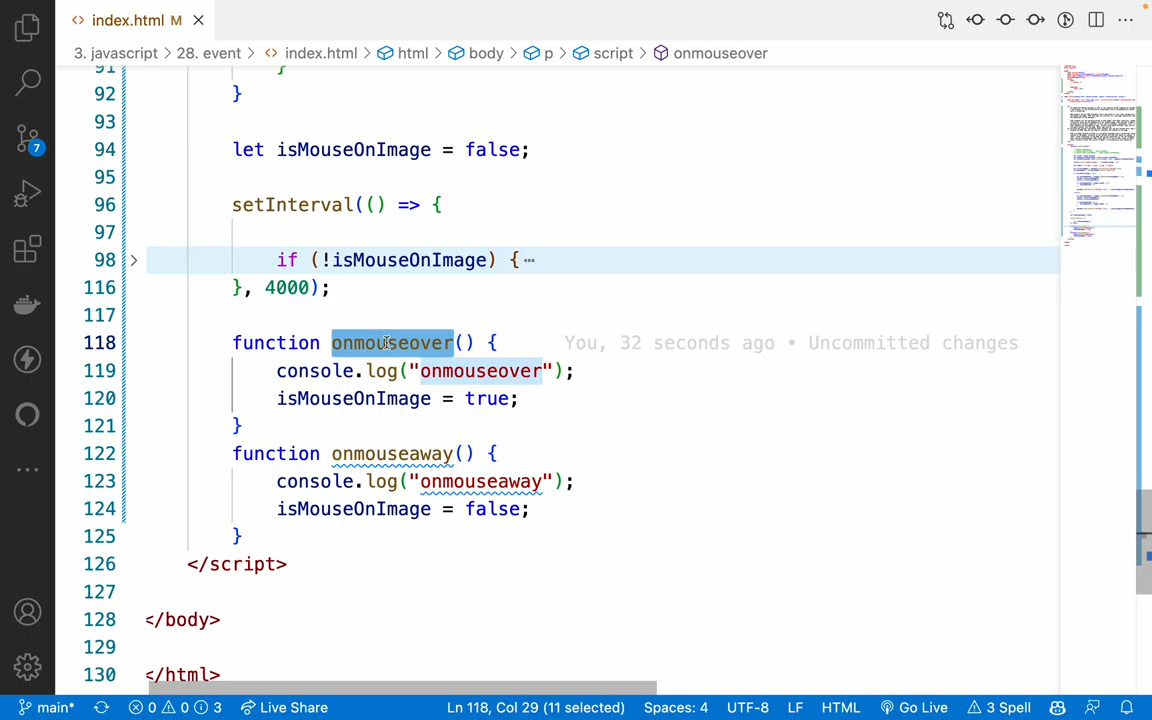 index.html M
3. javascript > 28. event > index.html > html > body > p > script > onmouseover
91 }
92 }
93
94 let isMouseOnImage = false;
95
96 setInterval(() => {
97
98 if (!isMouseOnImage) {…
116 }, 4000);
117
118 function onmouseover() { You, 32 seconds ago • Uncommitted changes
119 console.log("onmouseover");
120 isMouseOnImage = true;
121 }
122 function onmouseaway() {
123 console.log("onmouseaway");
124 isMouseOnImage = false;
125 }
126 </script>
127
128 </body>
129
130 </html>
7
main* 0 0 3 Live Share Ln 118, Col 29 (11 selected) Spaces: 4 UTF-8 LF HTML Go Live 3 Spell